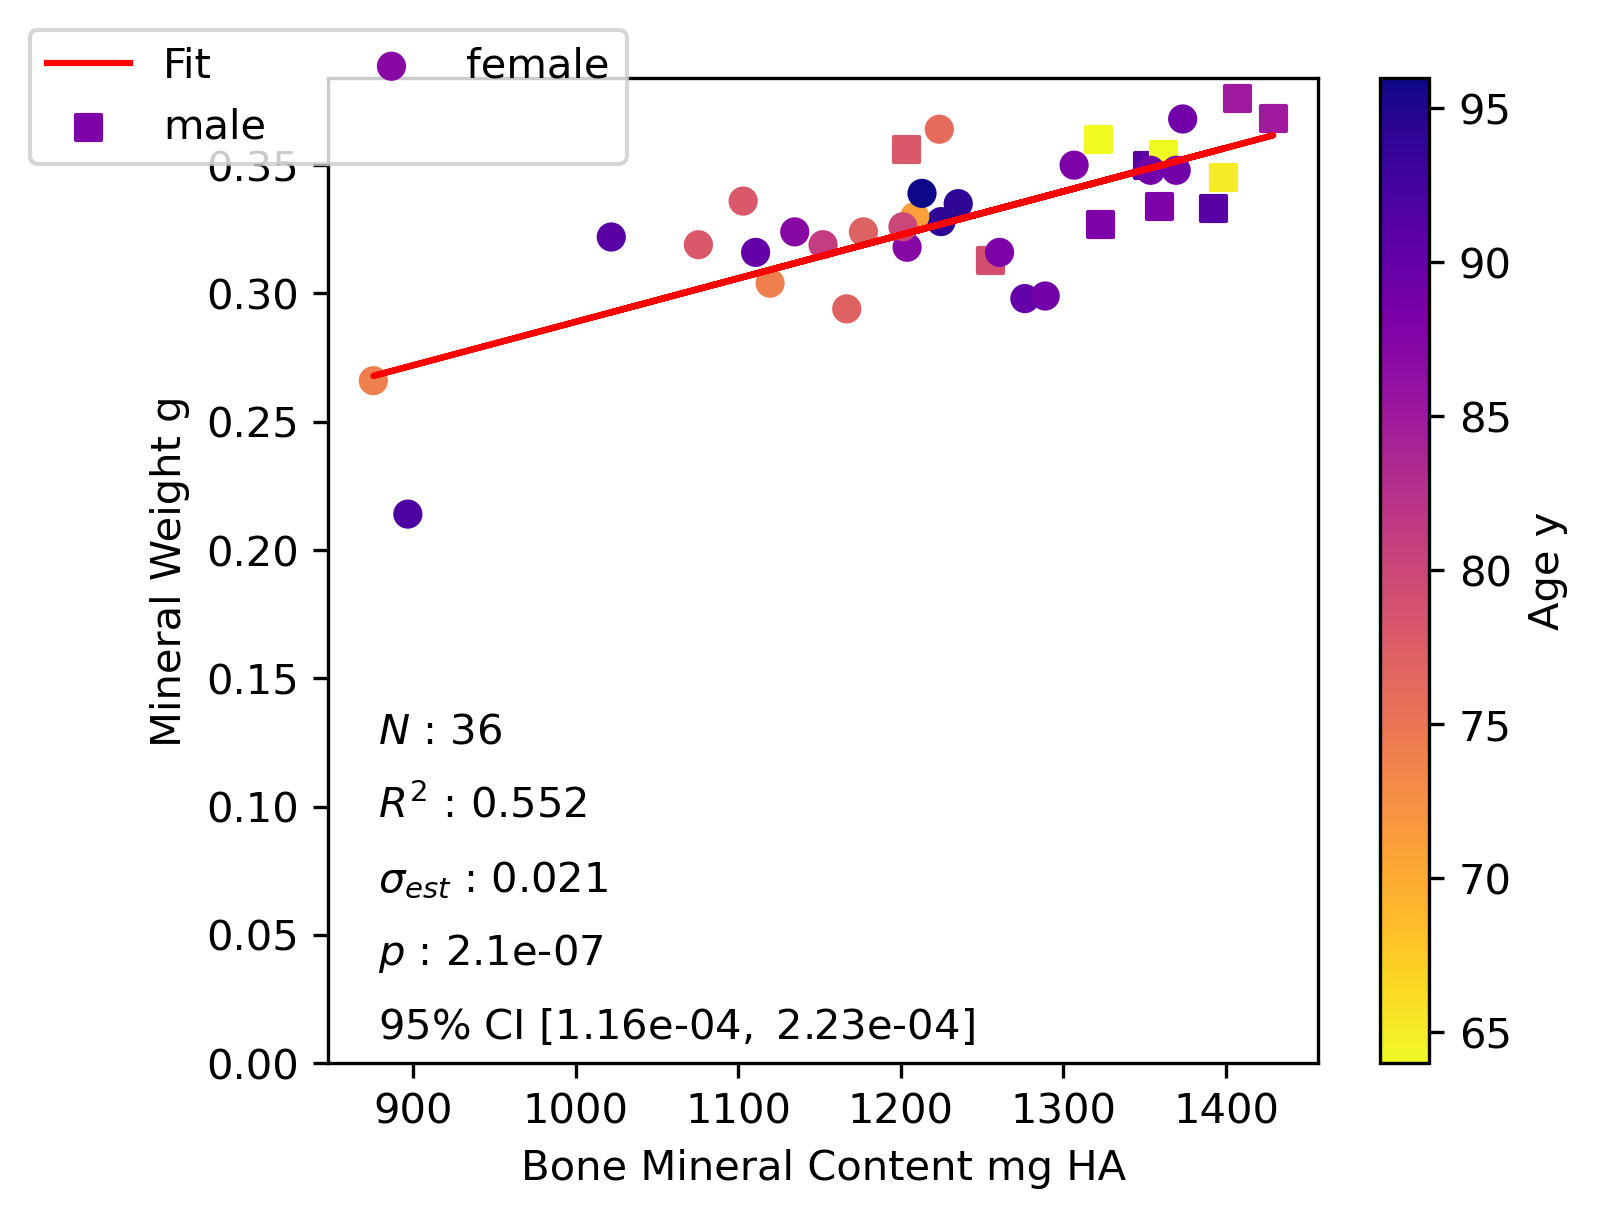 Fit
male
female
0.35
0.30
0.25
0.20
0.15
0.10
0.05
0.00
Mineral Weight g
N : 36
R² : 0.552
σest : 0.021
p : 2.1e-07
95% CI [1.16e-04, 2.23e-04]
900 1000 1100 1200 1300 1400
Bone Mineral Content mg HA
95
90
85
80
75
70
65
Age y